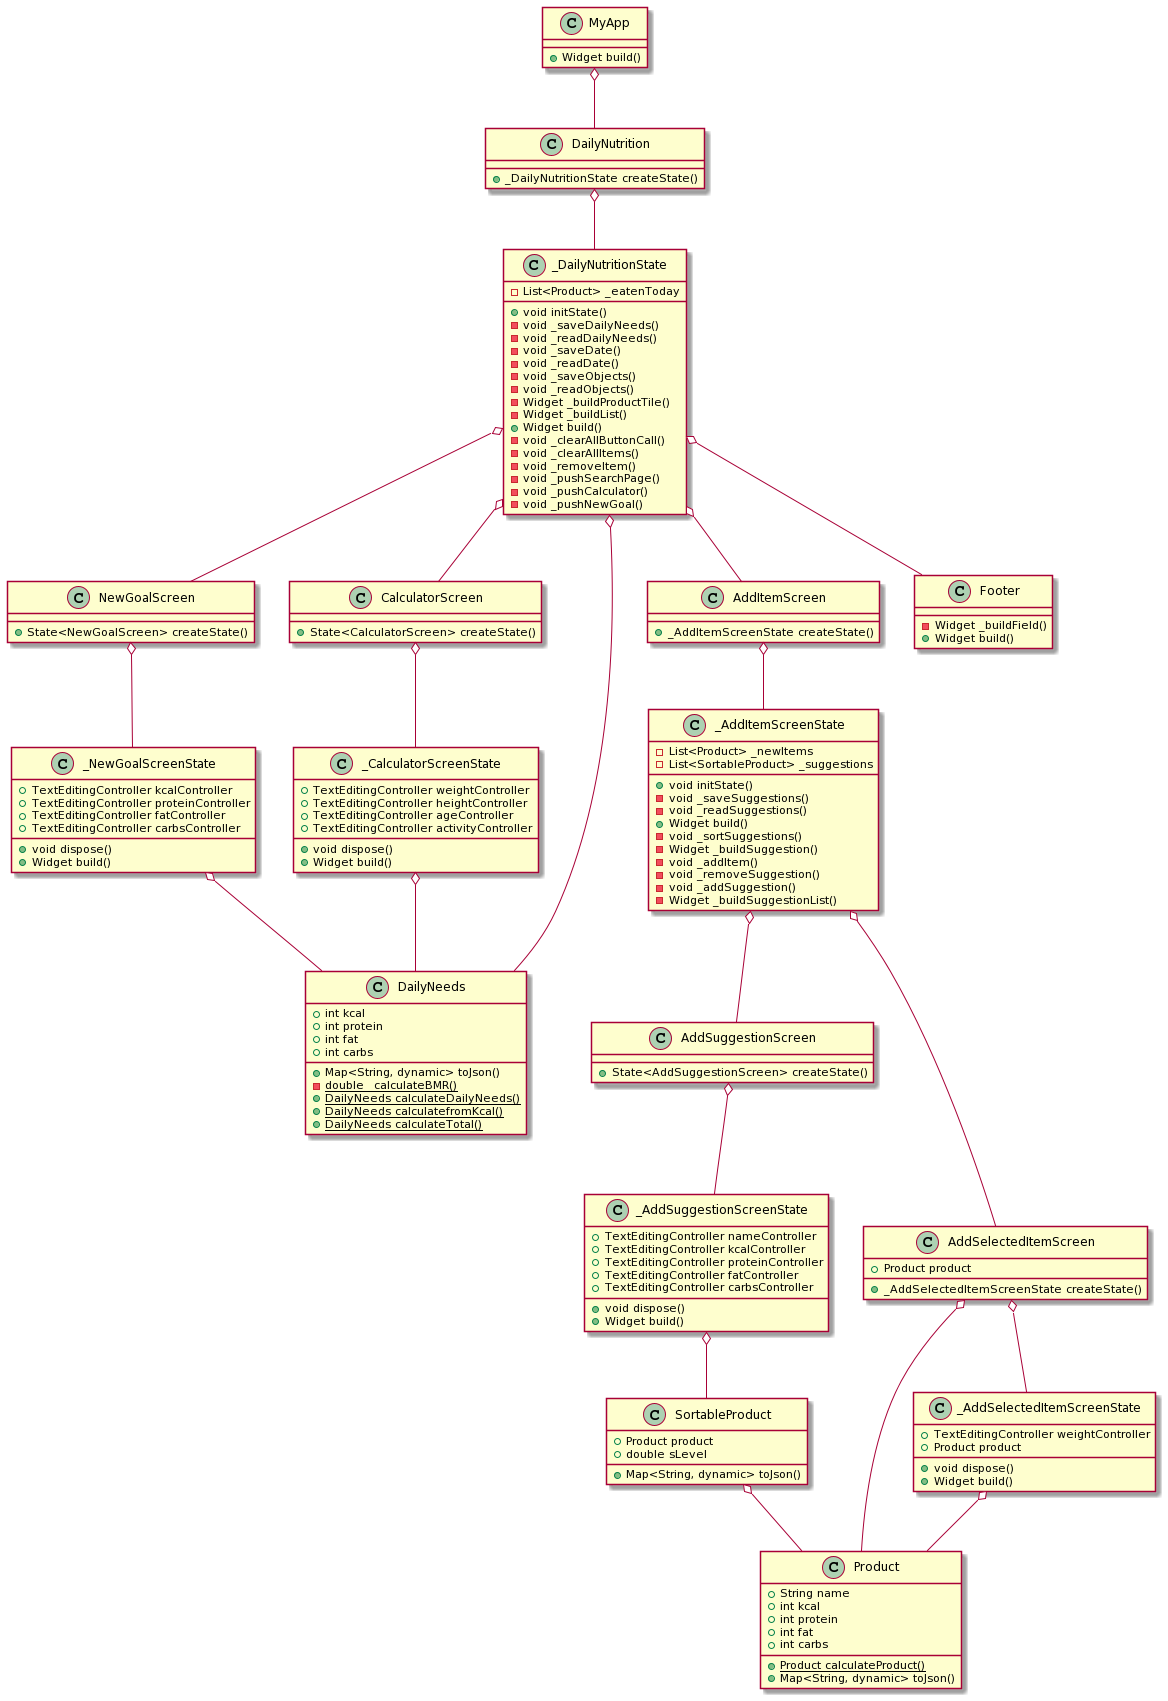 C MyApp
Widget build()
C DailyNutrition
_DailyNutritionState createState()
C _DailyNutritionState
List<Product> _eatenToday
void initState()
void _saveDailyNeeds()
void _readDailyNeeds()
void _saveDate()
void _readDate()
void _saveObjects()
void _readObjects()
Widget _buildProductTile()
Widget _buildList()
Widget build()
void _clearAllButtonCall()
void _clearAllItems()
void _removeItem()
void _pushSearchPage()
void _pushCalculator()
void _pushNewGoal()
C NewGoalScreen
State<NewGoalScreen> createState()
C CalculatorScreen
State<CalculatorScreen> createState()
C AddItemScreen
_AddItemScreenState createState()
C Footer
Widget _buildField()
Widget build()
C _NewGoalScreenState
TextEditingController kcalController
TextEditingController proteinController
TextEditingController fatController
TextEditingController carbsController
void dispose()
Widget build()
C _CalculatorScreenState
TextEditingController weightController
TextEditingController heightController
TextEditingController ageController
TextEditingController activityController
void dispose()
Widget build()
C _AddItemScreenState
List<Product> _newItems
List<SortableProduct> _suggestions
void initState()
void _saveSuggestions()
void _readSuggestions()
Widget build()
void _sortSuggestions()
Widget _buildSuggestion()
void _addItem()
void _removeSuggestion()
void _addSuggestion()
Widget _buildSuggestionList()
C DailyNeeds
int kcal
int protein
int fat
int carbs
Map<String, dynamic> toJson()
double _calculateBMR()
DailyNeeds calculateDailyNeeds()
DailyNeeds calculatefromKcal()
DailyNeeds calculateTotal()
C AddSuggestionScreen
State<AddSuggestionScreen> createState()
C _AddSuggestionScreenState
TextEditingController nameController
TextEditingController kcalController
TextEditingController proteinController
TextEditingController fatController
TextEditingController carbsController
void dispose()
Widget build()
C AddSelectedItemScreen
Product product
_AddSelectedItemScreenState createState()
C SortableProduct
Product product
double sLevel
Map<String, dynamic> toJson()
C _AddSelectedItemScreenState
TextEditingController weightController
Product product
void dispose()
Widget build()
C Product
String name
int kcal
int protein
int fat
int carbs
Product calculateProduct()
Map<String, dynamic> toJson()